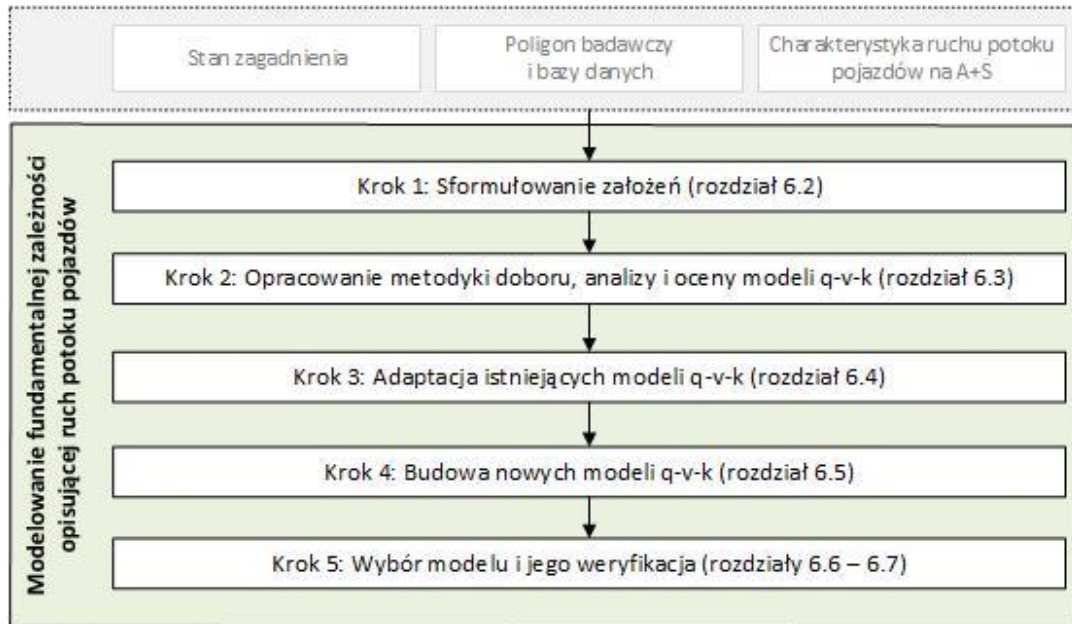 Stan zagadnienia
Poligon badawczy
i bazy danych
Charakterystyka ruchu potoku
pojazdów na A+S
Modelowanie fundamentalnej zależności
opisującej ruch potoku pojazdów
Krok 1: Sformułowanie założeń (rozdział 6.2)
Krok 2: Opracowanie metodyki doboru, analizy i oceny modeli q-v-k (rozdział 6.3)
Krok 3: Adaptacja istniejących modeli q-v-k (rozdział 6.4)
Krok 4: Budowa nowych modeli q-v-k (rozdział 6.5)
Krok 5: Wybór modelu i jego weryfikacja (rozdziały 6.6 – 6.7)